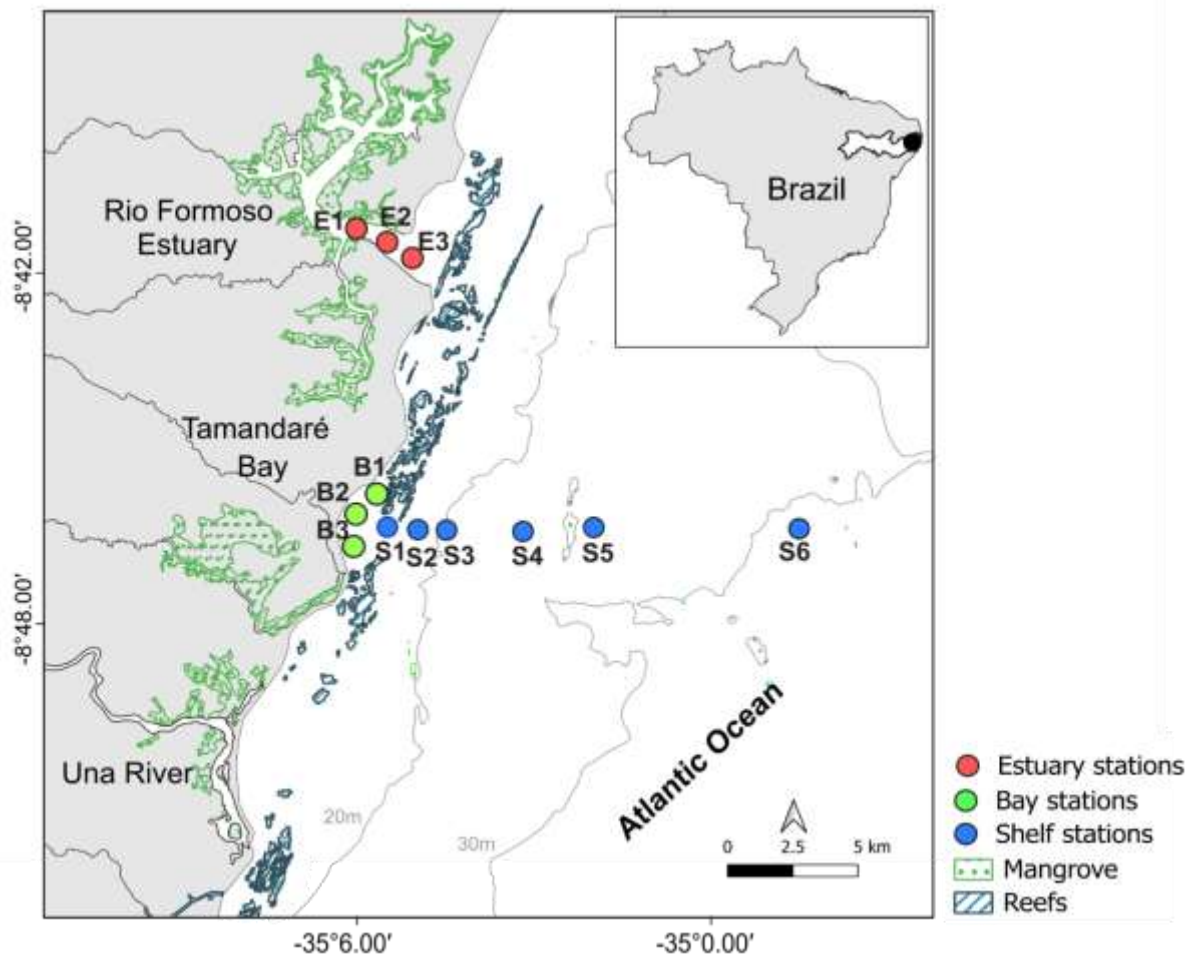 Brazil
Rio Formoso
Estuary
E1
E2
E3
-8°42.00'
Tamandaré
Bay
B1
B2
B3
S1
S2
S3
S4
S5
S6
-8°48.00'
Una River
20m
30m
Atlantic Ocean
0 2.5 5 km
-35°6.00'
-35°0.00'
Estuary stations
Bay stations
Shelf stations
Mangrove
Reefs